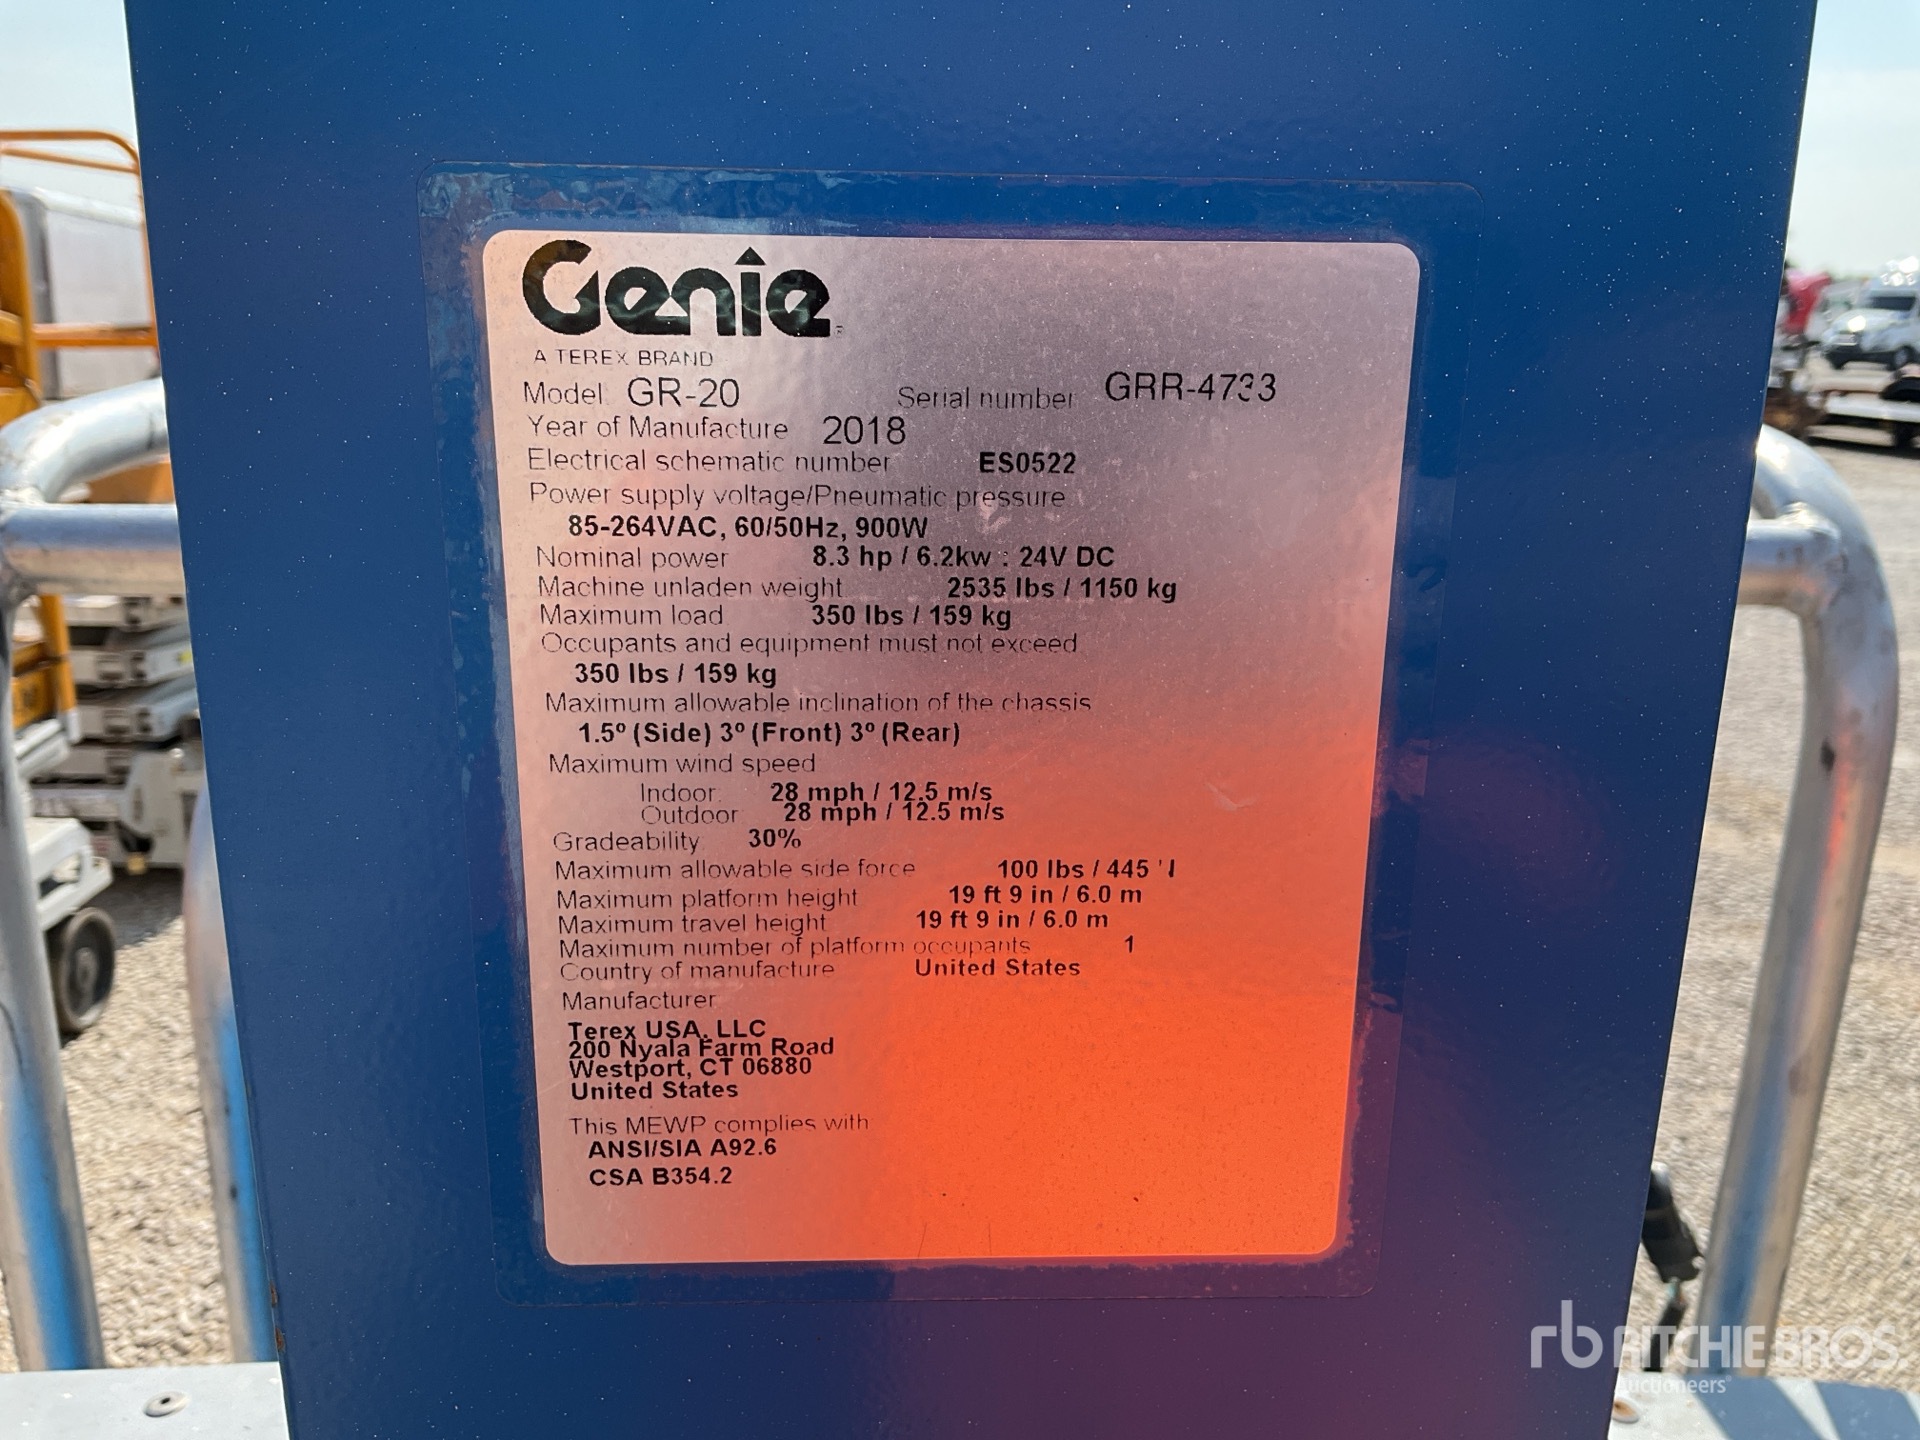 Genie
A TEREX BRAND
Model GR-20 Serial number GRR-4733
Year of Manufacture 2018
Electrical schematic number ES0522
Power supply voltage/Pneumatic pressure
85-264VAC, 60/50Hz, 900W
Nominal power 8.3 hp / 6.2kw : 24V DC
Machine unladen weight 2535 lbs / 1150 kg
Maximum load 350 lbs / 159 kg
Occupants and equipment must not exceed
350 lbs / 159 kg
Maximum allowable inclination of the chassis
1.5º (Side) 3º (Front) 3º (Rear)
Maximum wind speed
Indoor: 28 mph / 12.5 m/s
Outdoor 28 mph / 12.5 m/s
Gradeability 30%
Maximum allowable side force 100 lbs / 445
Maximum platform height 19 ft 9 in / 6.0 m
Maximum travel height 19 ft 9 in / 6.0 m
Maximum number of platform occupants 1
Country of manufacture United States
Manufacturer
Terex USA, LLC
200 Nyala Farm Road
Westport, CT 06880
United States
This MEWP complies with
ANSI/SIA A92.6
CSA B354.2
rb RITCHIE BROS.
Auctioneers